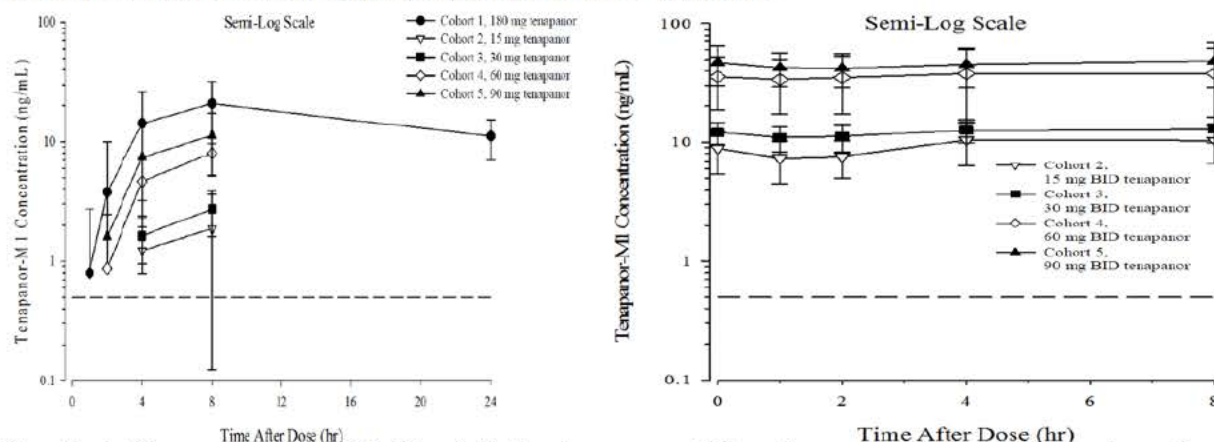 Semi-Log Scale
Cohort 1, 180 mg tenapanor
Cohort 2, 15 mg tenapanor
Cohort 3, 30 mg tenapanor
Cohort 4, 60 mg tenapanor
Cohort 5, 90 mg tenapanor
Tenapanor-M1 Concentration (ng/mL)
100
10
1
0.1
0 4 8 12 16 20 24
Time After Dose (hr)
Semi-Log Scale
Tenapanor-M1 Concentration (ng/mL)
100
10
1
0.1
Cohort 2,
15 mg BID tenapanor
Cohort 3,
30 mg BID tenapanor
Cohort 4,
60 mg BID tenapanor
Cohort 5,
90 mg BID tenapanor
0 2 4 6 8
Time After Dose (hr)